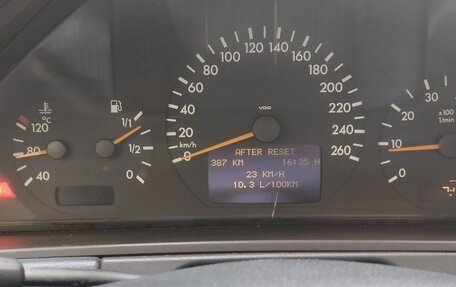 120
°C
80
40
1/1
1/2
0
120
140
100
160
80
180
60
200
40
220
20
240
km/h
0
260
VDO
AFTER RESET
387 KM 16:35 H
23 KM/H
10.3 L/100KM
30
20
x100
1/min
10
0